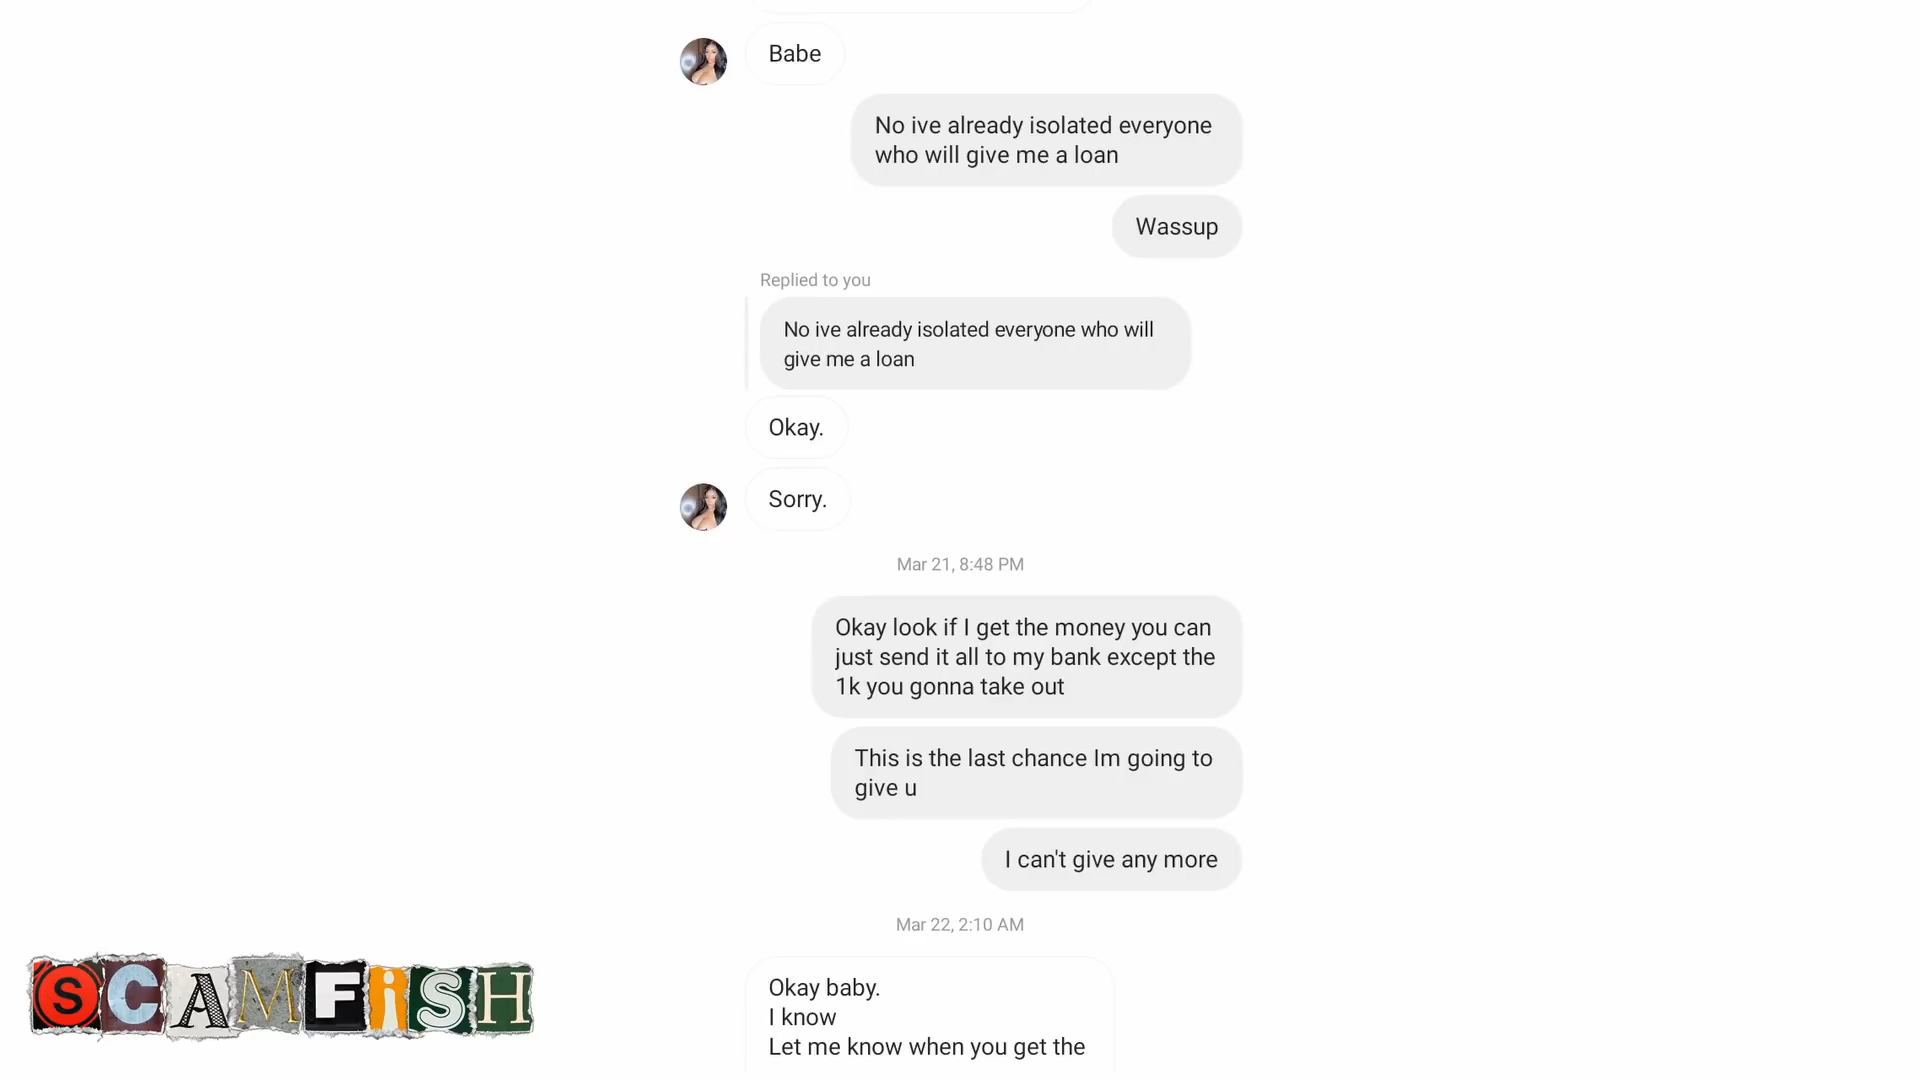 Babe
No ive already isolated everyone
who will give me a loan
Wassup
Replied to you
No ive already isolated everyone who will
give me a loan
Okay.
Sorry.
Mar 21, 8:48 PM
Okay look if I get the money you can
just send it all to my bank except the
1k you gonna take out
This is the last chance Im going to
give u
I can't give any more
Mar 22, 2:10 AM
Okay baby.
I know
Let me know when you get the
SCAMFiSH